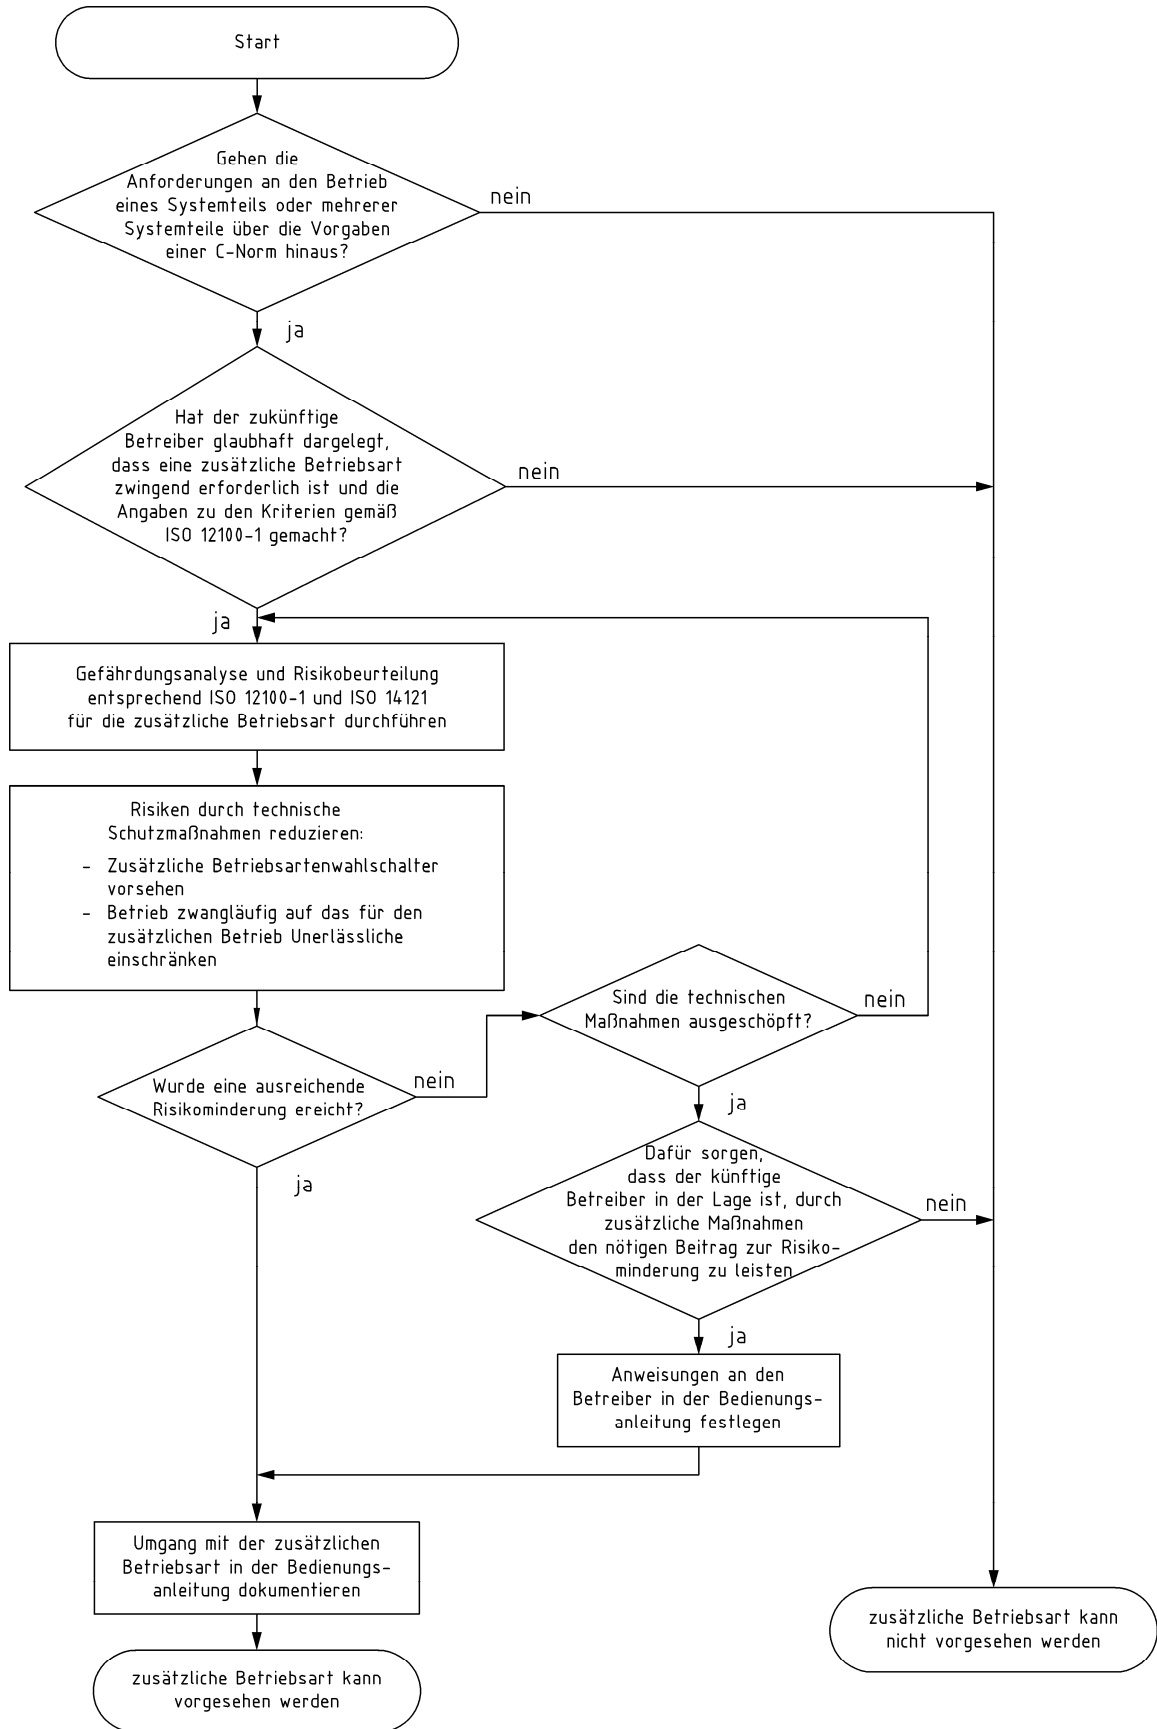 Start
Gehen die
Anforderungen an den Betrieb
eines Systemteils oder mehrerer
Systemteile über die Vorgaben
einer C-Norm hinaus?
nein
ja
Hat der zukünftige
Betreiber glaubhaft dargelegt,
dass eine zusätzliche Betriebsart
zwingend erforderlich ist und die
Angaben zu den Kriterien gemäß
ISO 12100-1 gemacht?
nein
ja
Gefährdungsanalyse und Risikobeurteilung
entsprechend ISO 12100-1 und ISO 14121
für die zusätzliche Betriebsart durchführen
Risiken durch technische
Schutzmaßnahmen reduzieren:
- Zusätzliche Betriebsartenwahlschalter
vorsehen
- Betrieb zwangläufig auf das für den
zusätzlichen Betrieb Unerlässliche
einschränken
Wurde eine ausreichende
Risikominderung ereicht?
nein
ja
Sind die technischen
Maßnahmen ausgeschöpft?
nein
ja
Dafür sorgen,
dass der künftige
Betreiber in der Lage ist, durch
zusätzliche Maßnahmen
den nötigen Beitrag zur Risiko-
minderung zu leisten
nein
ja
Anweisungen an den
Betreiber in der Bedienungs-
anleitung festlegen
Umgang mit der zusätzlichen
Betriebsart in der Bedienungs-
anleitung dokumentieren
zusätzliche Betriebsart kann
vorgesehen werden
zusätzliche Betriebsart kann
nicht vorgesehen werden